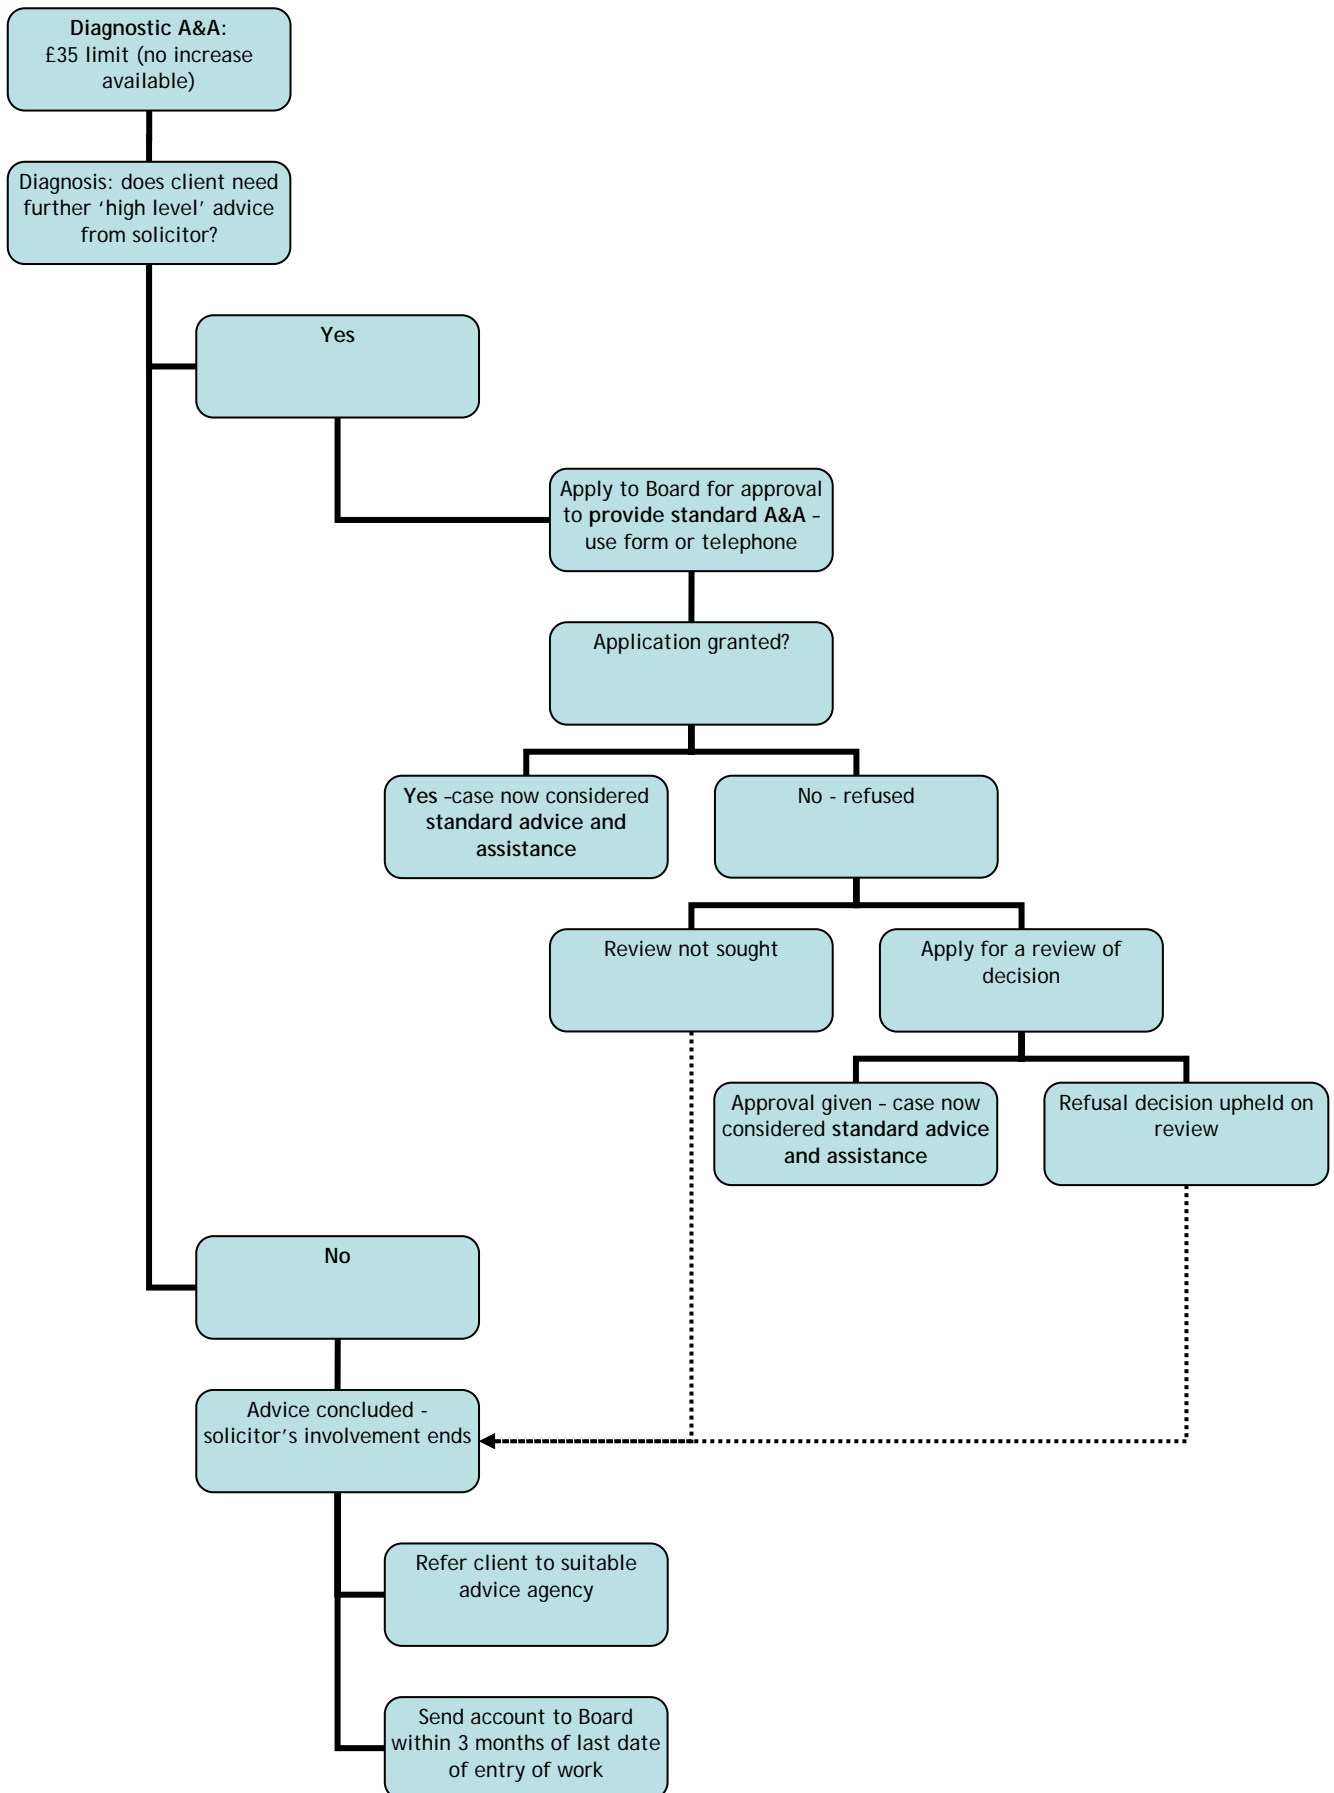 Diagnostic A&A:
£35 limit (no increase
available)
Diagnosis: does client need
further ‘high level’ advice
from solicitor?
Yes
Apply to Board for approval
to provide standard A&A –
use form or telephone
Application granted?
Yes –case now considered
standard advice and
assistance
No - refused
Review not sought
Apply for a review of
decision
Approval given – case now
considered standard advice
and assistance
Refusal decision upheld on
review
No
Advice concluded -
solicitor’s involvement ends
Refer client to suitable
advice agency
Send account to Board
within 3 months of last date
of entry of work